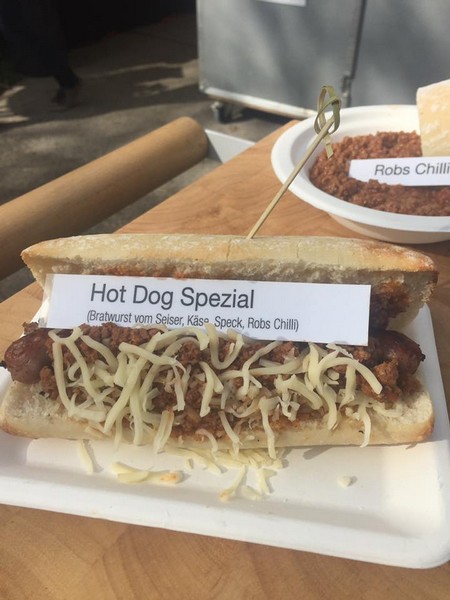 Robs Chilli
Hot Dog Spezial
(Bratwurst vom Seiser, Käse, Speck, Robs Chilli)